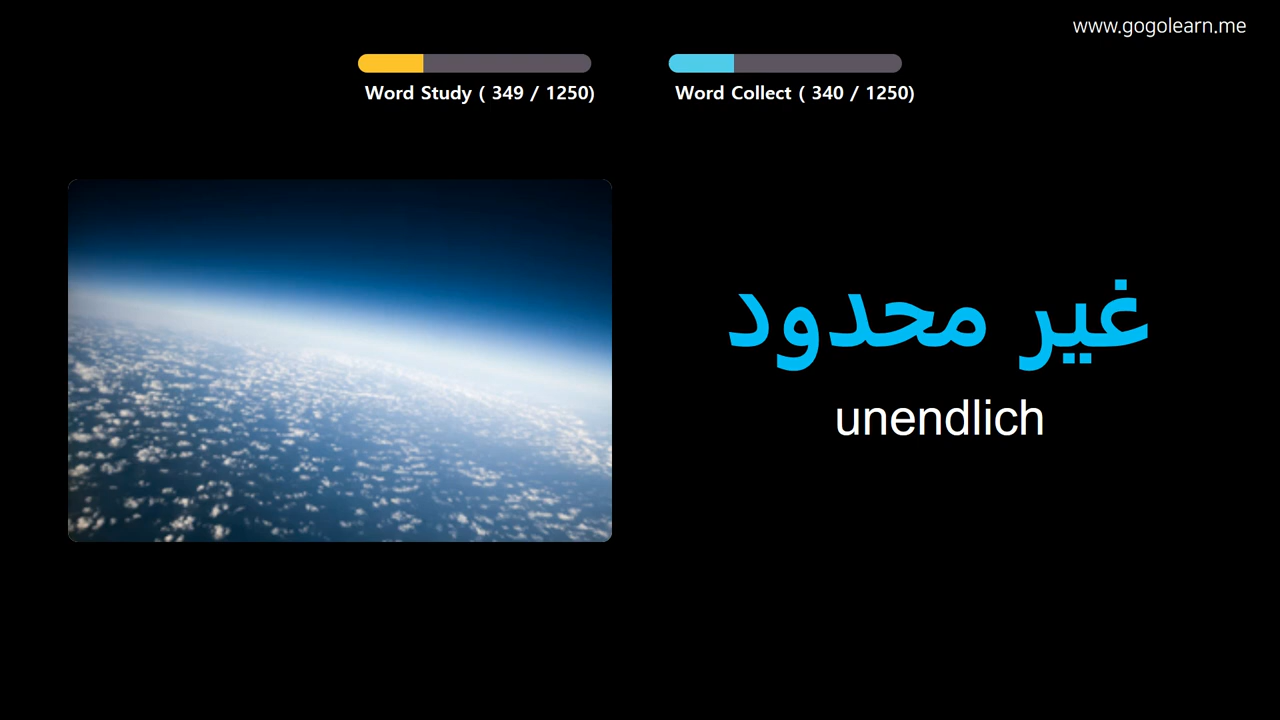 www.gogolearn.me
Word Study ( 349 / 1250)
Word Collect ( 340 / 1250)
غير محدود
unendlich